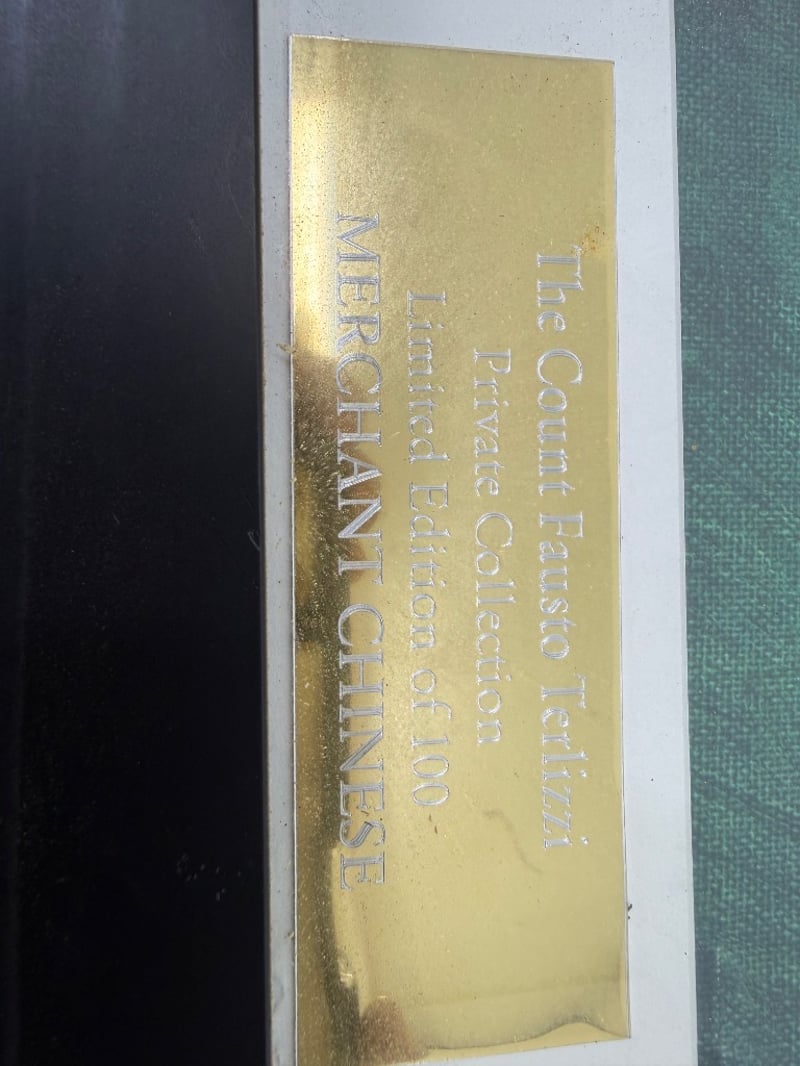 The Count Fausto Terlizzi
Private Collection
Limited Edition of 100
MERCHANT CHINESE